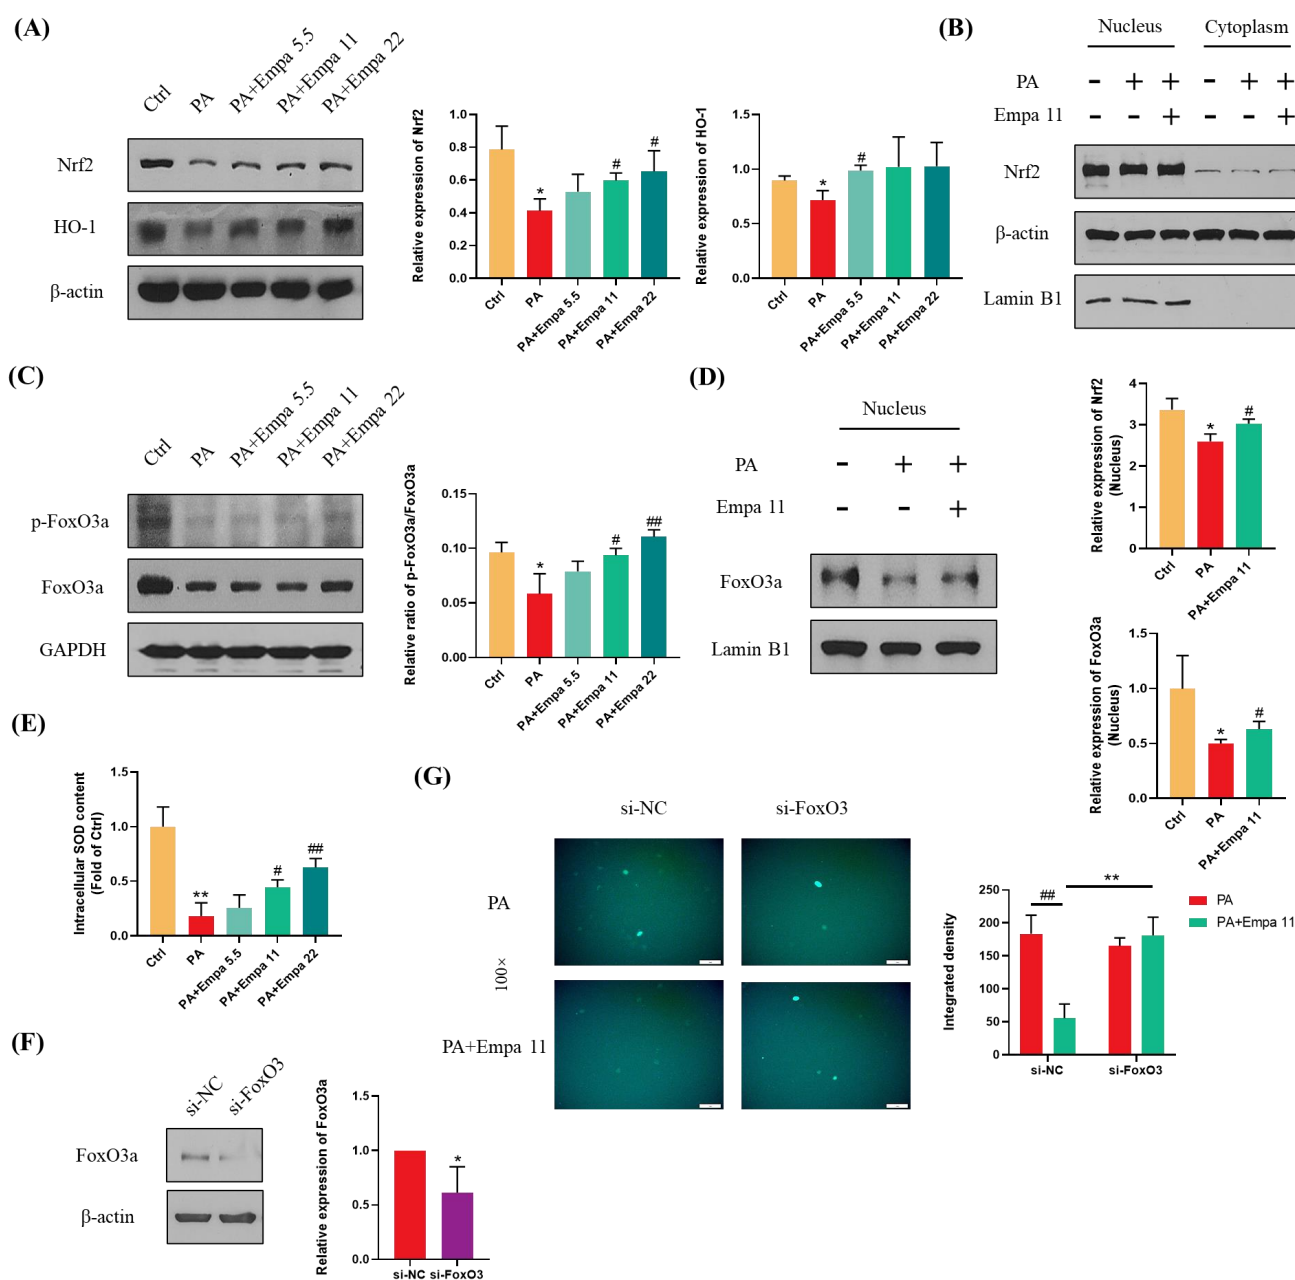 (A)
Ctrl
PA
PA+Empa 5.5
PA+Empa 11
PA+Empa 22
Nrf2
HO-1
β-actin
Relative expression of Nrf2
1.0
0.8
0.6
0.4
0.2
0.0
*
#
#
Ctrl
PA
PA+Empa 5.5
PA+Empa 11
PA+Empa 22
Relative expression of HO-1
1.5
1.0
0.5
0.0
*
#
Ctrl
PA
PA+Empa 5.5
PA+Empa 11
PA+Empa 22
(B)
Nucleus Cytoplasm
PA - + + - + +
Empa 11 - - + - - +
Nrf2
β-actin
Lamin B1
Relative expression of Nrf2
(Nucleus)
4
3
2
1
0
*
#
Ctrl
PA
PA+Empa 11
(C)
Ctrl
PA
PA+Empa 5.5
PA+Empa 11
PA+Empa 22
p-FoxO3a
FoxO3a
GAPDH
Relative ratio of p-FoxO3a/FoxO3a
0.15
0.10
0.05
0.00
*
#
##
Ctrl
PA
PA+Empa 5.5
PA+Empa 11
PA+Empa 22
(D)
Nucleus
PA - + +
Empa 11 - - +
FoxO3a
Lamin B1
Relative expression of FoxO3a
(Nucleus)
1.5
1.0
0.5
0.0
*
#
Ctrl
PA
PA+Empa 11
(E)
Intracellular SOD content
(Fold of Ctrl)
1.5
1.0
0.5
0.0
**
#
##
Ctrl
PA
PA+Empa 5.5
PA+Empa 11
PA+Empa 22
(F)
si-NC
si-FoxO3
FoxO3a
β-actin
Relative expression of FoxO3a
1.5
1.0
0.5
0.0
*
si-NC si-FoxO3
(G)
si-NC si-FoxO3
PA
100×
PA+Empa 11
Integrated density
250
200
150
100
50
0
##
**
si-NC si-FoxO3
PA
PA+Empa 11